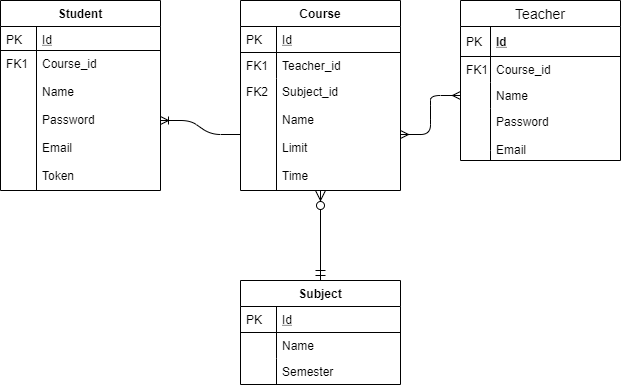 Student
PK Id
FK1 Course_id
Name
Password
Email
Token
Course
PK Id
FK1 Teacher_id
FK2 Subject_id
Name
Limit
Time
Teacher
PK Id
FK1 Course_id
Name
Password
Email
Subject
PK Id
Name
Semester